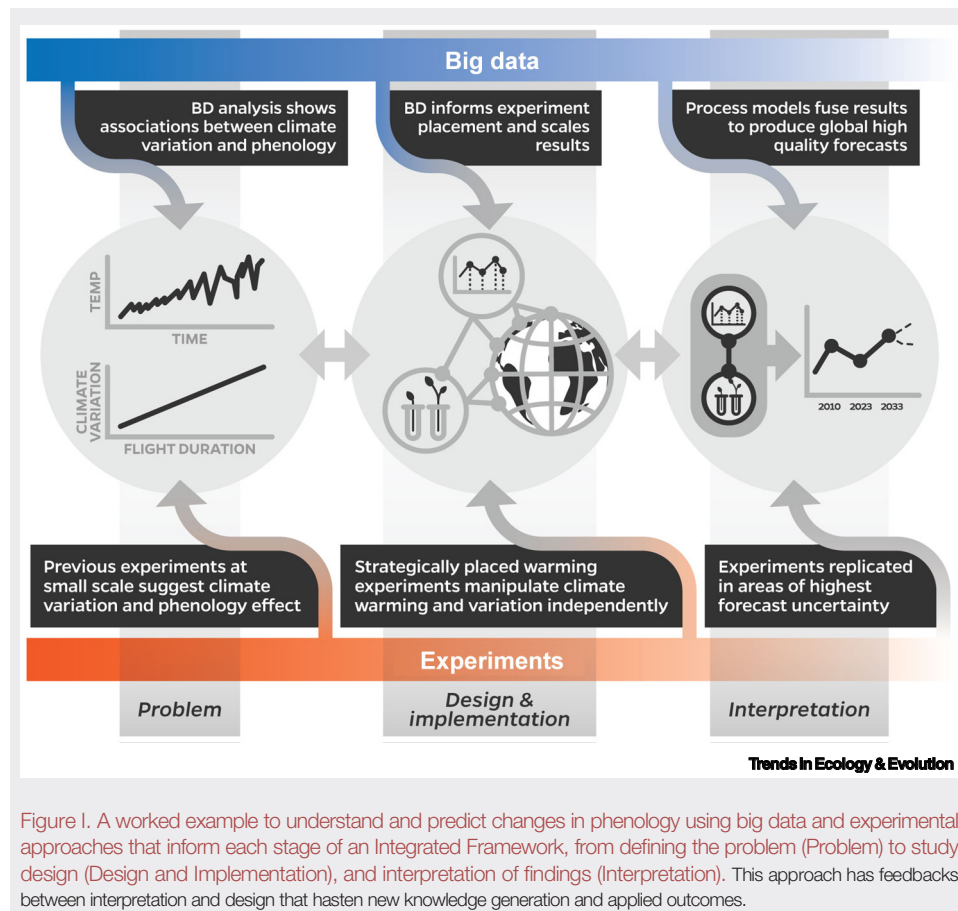 Big data
BD analysis shows
associations between climate
variation and phenology
BD informs experiment
placement and scales
results
Process models fuse results
to produce global high
quality forecasts
TEMP
TIME
CLIMATE
VARIATION
FLIGHT DURATION
2010 2023 2033
Previous experiments at
small scale suggest climate
variation and phenology effect
Strategically placed warming
experiments manipulate climate
warming and variation independently
Experiments replicated
in areas of highest
forecast uncertainty
Experiments
Problem
Design &
implementation
Interpretation
Trends in Ecology & Evolution
Figure I. A worked example to understand and predict changes in phenology using big data and experimental
approaches that inform each stage of an Integrated Framework, from defining the problem (Problem) to study
design (Design and Implementation), and interpretation of findings (Interpretation). This approach has feedbacks
between interpretation and design that hasten new knowledge generation and applied outcomes.